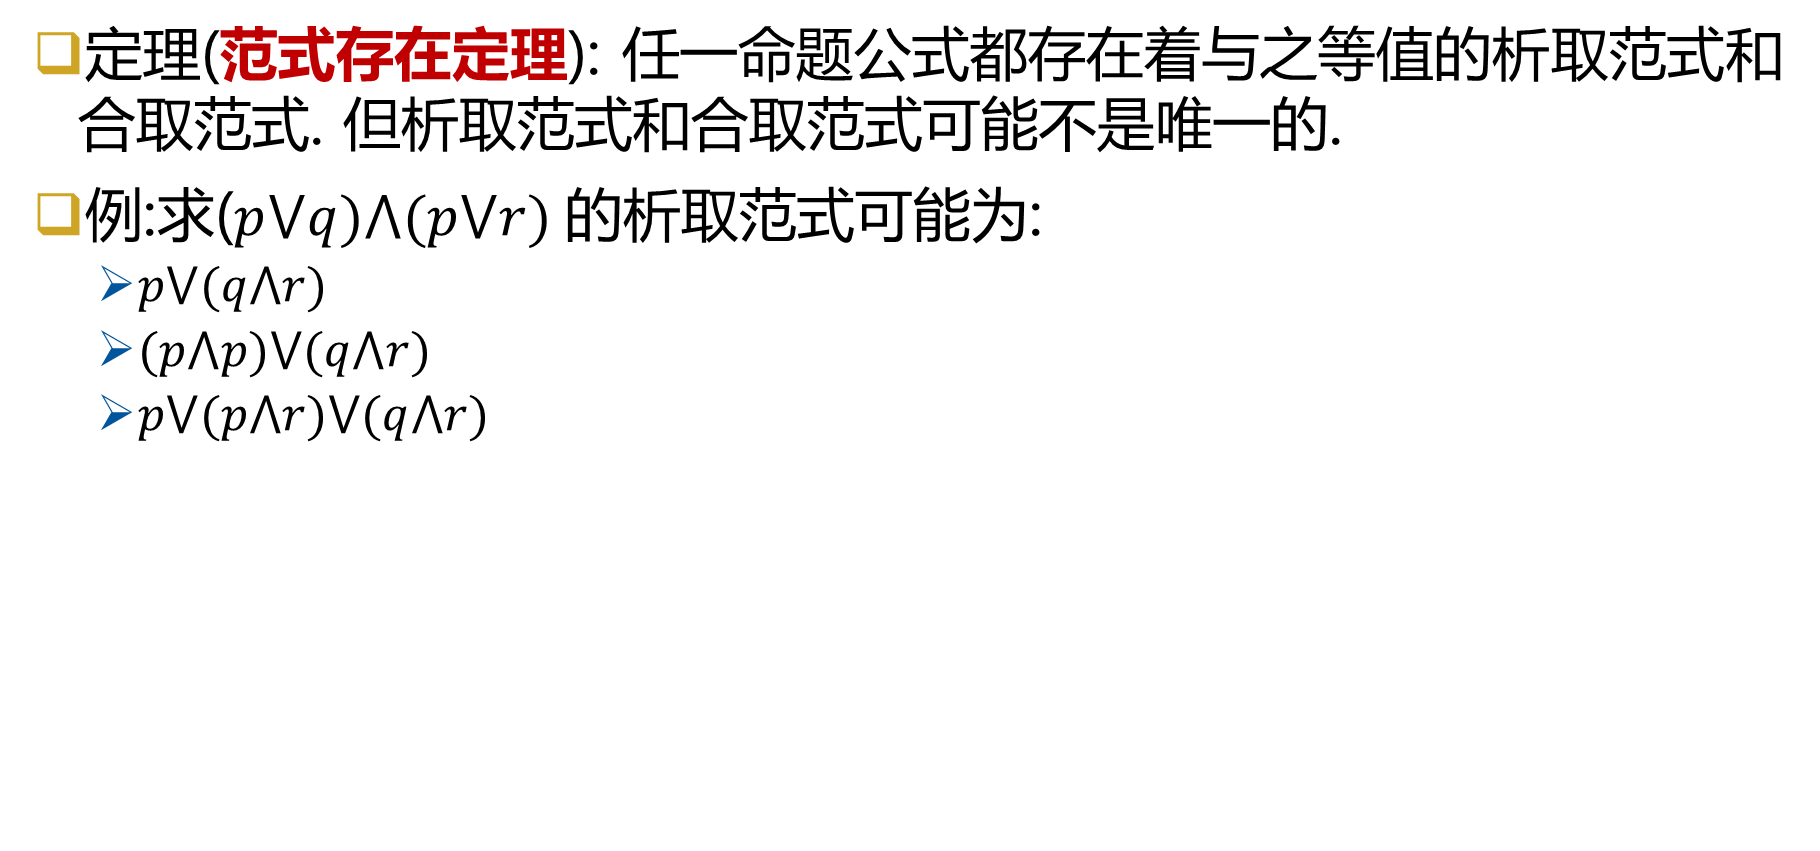 定理(范式存在定理): 任一命题公式都存在着与之等值的析取范式和
合取范式. 但析取范式和合取范式可能不是唯一的.
例:求(𝑝⋁𝑞)⋀(𝑝⋁𝑟) 的析取范式可能为:
𝑝⋁(𝑞⋀𝑟)
(𝑝⋀𝑝)⋁(𝑞⋀𝑟)
𝑝⋁(𝑝⋀𝑟)⋁(𝑞⋀𝑟)